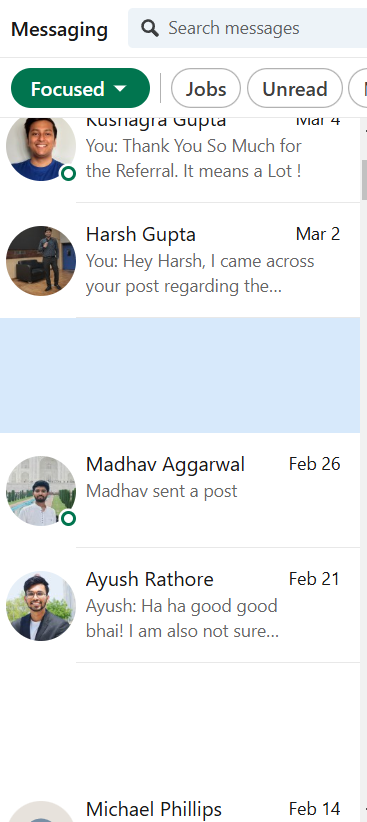 Messaging
Search messages
Focused
Jobs
Unread
Kushagra Gupta
Mar 4
You: Thank You So Much for
the Referral. It means a Lot !
Harsh Gupta
Mar 2
You: Hey Harsh, I came across
your post regarding the...
Madhav Aggarwal
Feb 26
Madhav sent a post
Ayush Rathore
Feb 21
Ayush: Ha ha good good
bhai! I am also not sure...
Michael Phillips
Feb 14